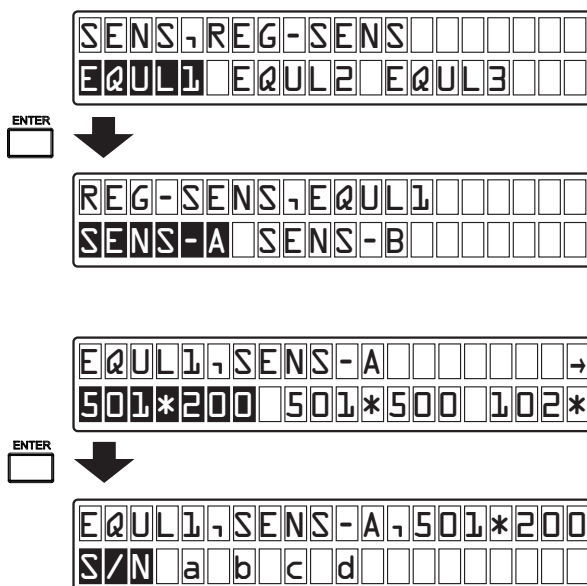 SENS¬REG-SENS
EQUL1 EQUL2 EQUL3
ENTER
REG-SENS¬EQUL1
SENS-A SENS-B
EQUL1¬SENS-A →
501*200 501*500 102*
ENTER
EQUL1¬SENS-A¬501*200
S/N a b c d